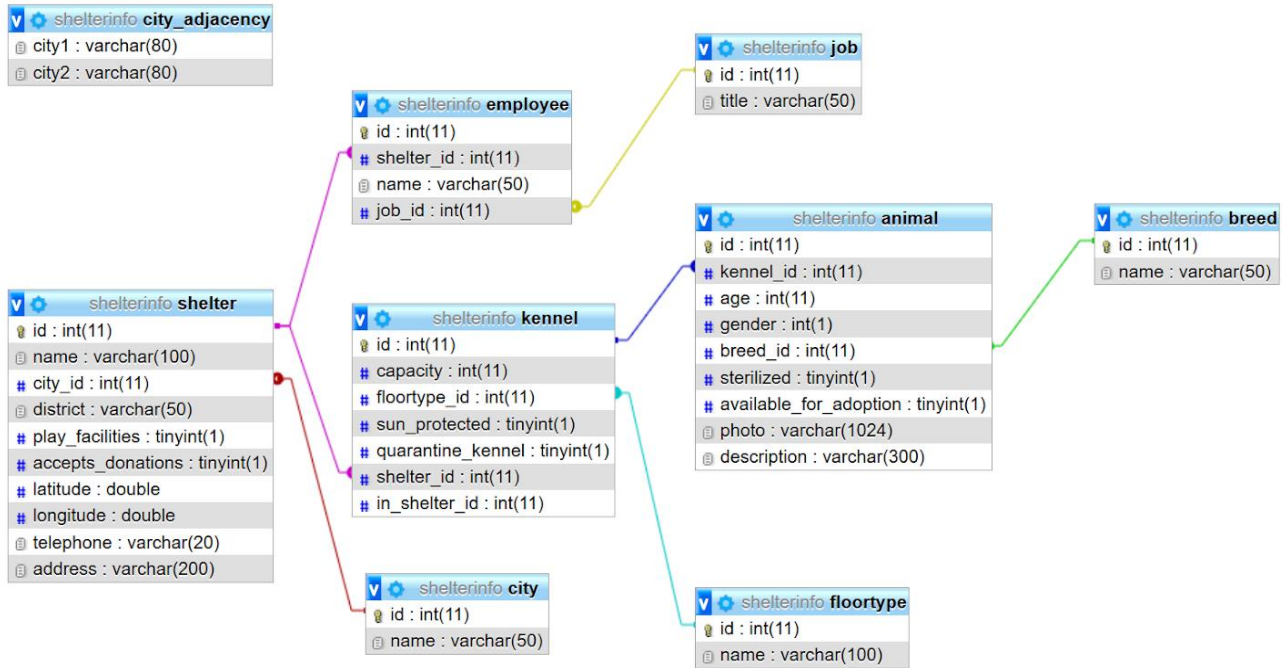 shelterinfo city_adjacency
city1 : varchar(80)
city2 : varchar(80)
shelterinfo employee
id : int(11)
shelter_id : int(11)
name : varchar(50)
job_id : int(11)
shelterinfo job
id : int(11)
title : varchar(50)
shelterinfo shelter
id : int(11)
name : varchar(100)
city_id : int(11)
district : varchar(50)
play_facilities : tinyint(1)
accepts_donations : tinyint(1)
latitude : double
longitude : double
telephone : varchar(20)
address : varchar(200)
shelterinfo kennel
id : int(11)
capacity : int(11)
floortype_id : int(11)
sun_protected : tinyint(1)
quarantine_kennel : tinyint(1)
shelter_id : int(11)
in_shelter_id : int(11)
shelterinfo animal
id : int(11)
kennel_id : int(11)
age : int(11)
gender : int(1)
breed_id : int(11)
sterilized : tinyint(1)
available_for_adoption : tinyint(1)
photo : varchar(1024)
description : varchar(300)
shelterinfo breed
id : int(11)
name : varchar(50)
shelterinfo city
id : int(11)
name : varchar(50)
shelterinfo floortype
id : int(11)
name : varchar(100)